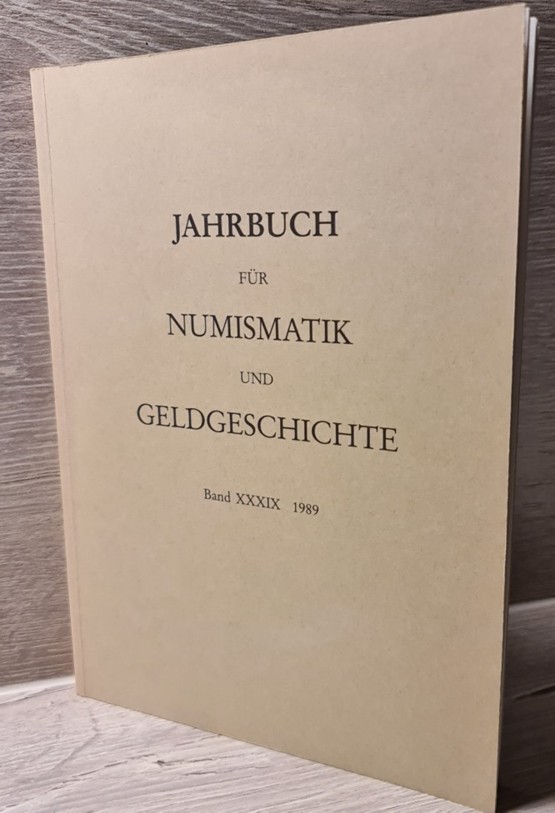 JAHRBUCH
FÜR
NUMISMATIK
UND
GELDGESCHICHTE
Band XXXIX 1989